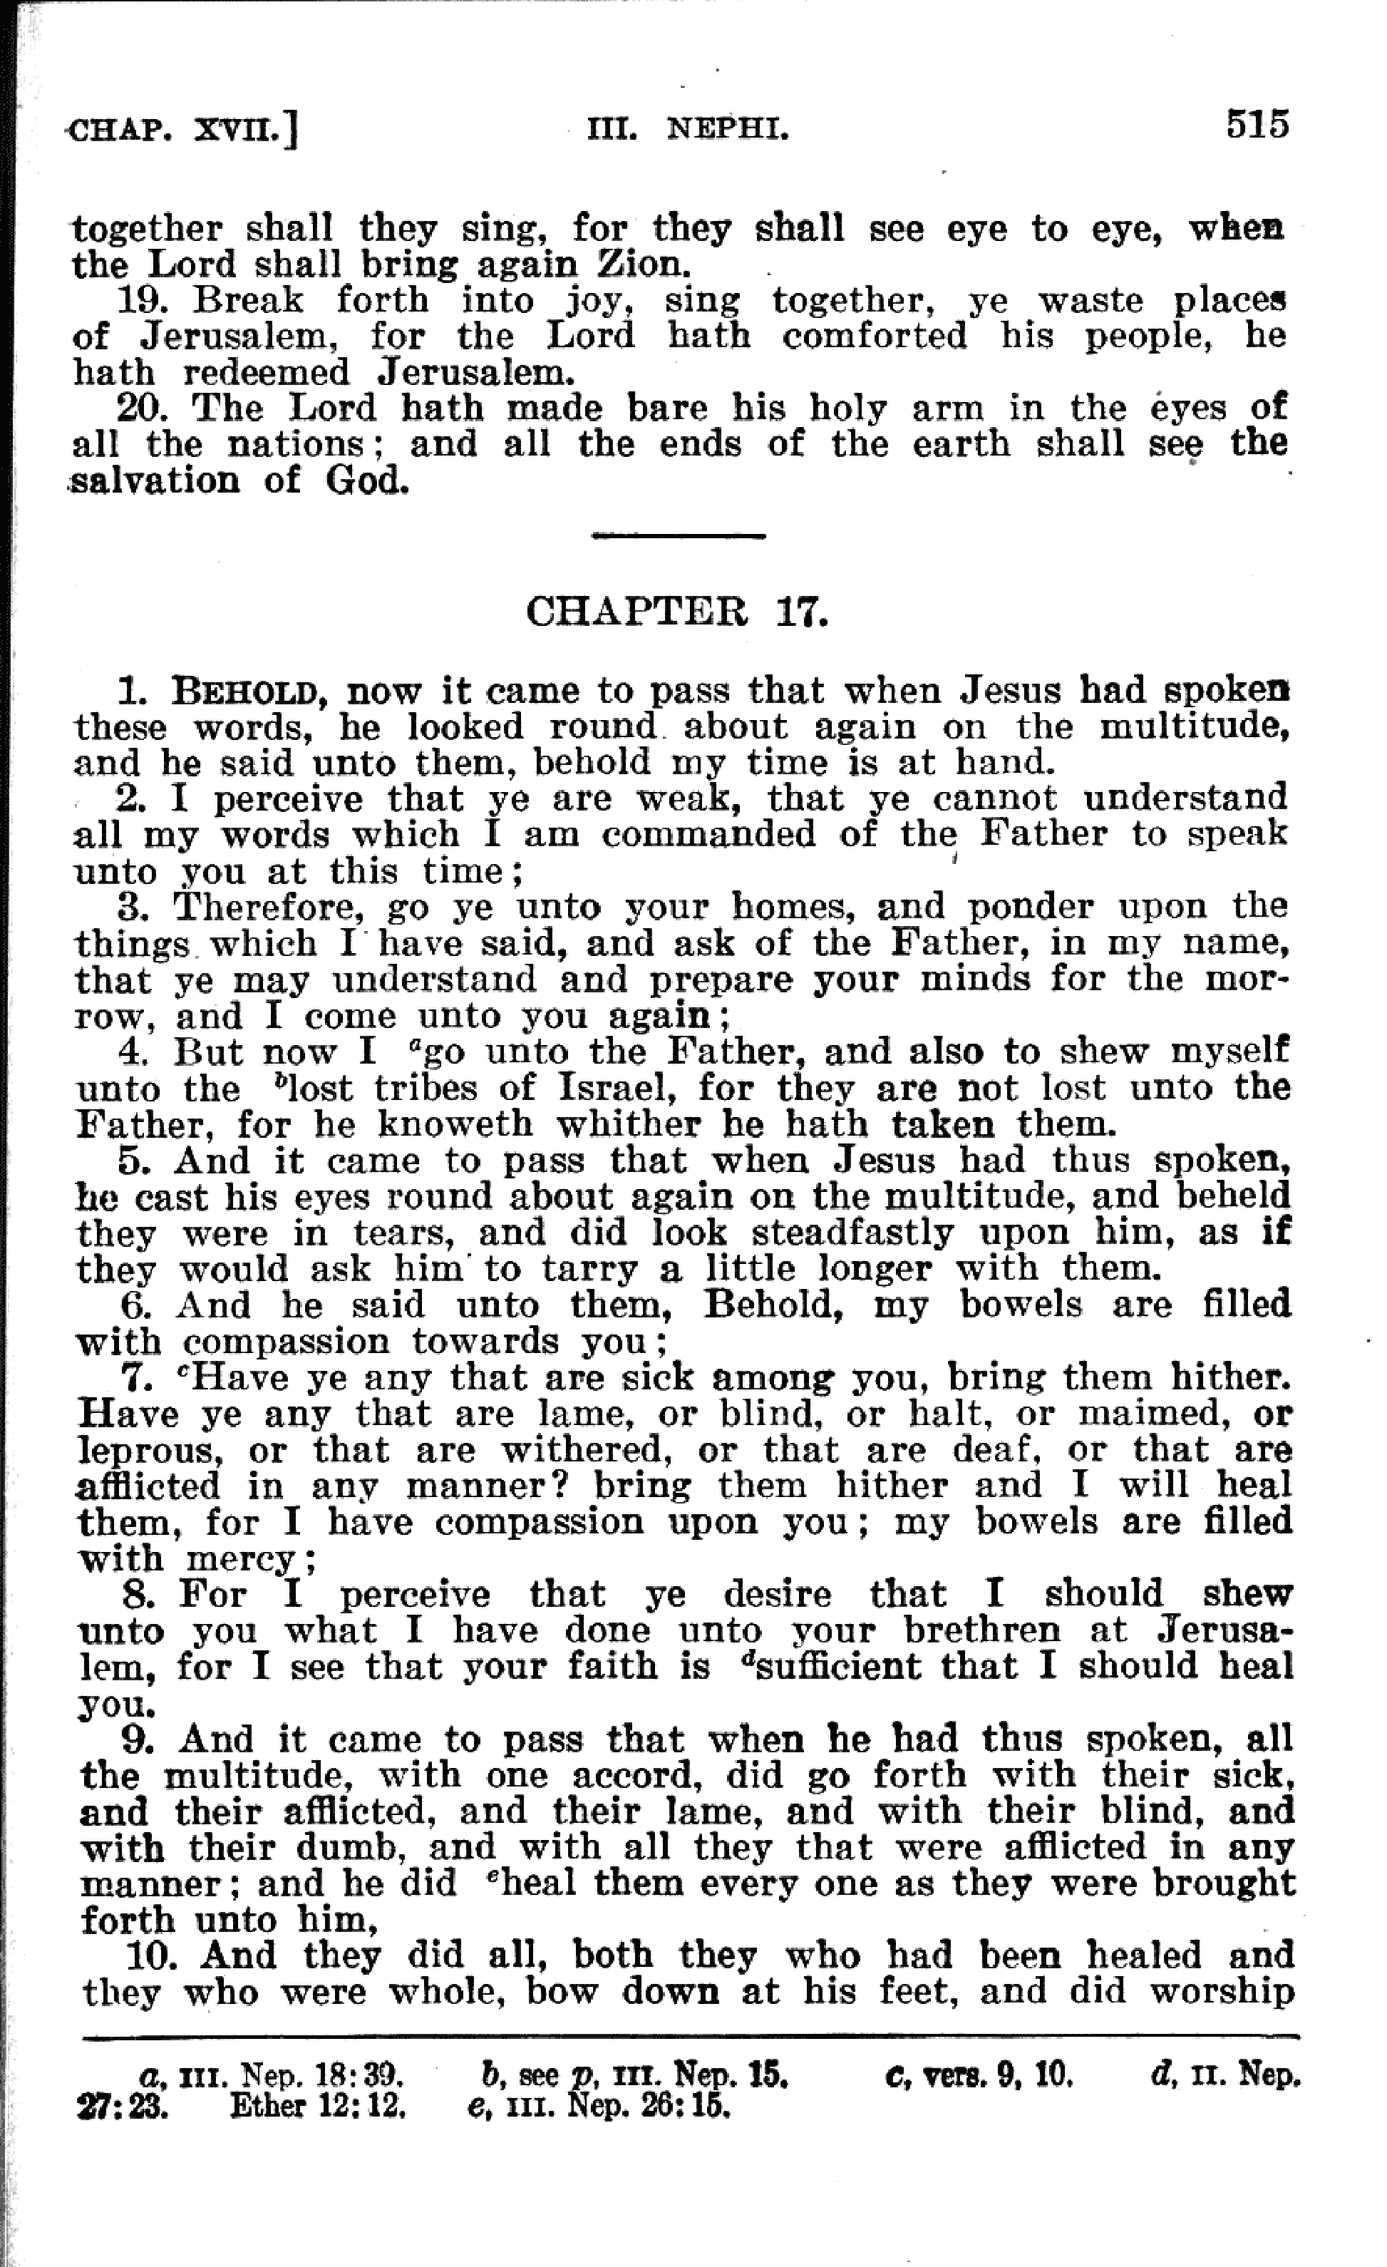 CHAP. XVII.] III. NEPHI. 515
together shall they sing, for they shall see eye to eye, when
the Lord shall bring again Zion.
19. Break forth into joy, sing together, ye waste places
of Jerusalem, for the Lord hath comforted his people, he
hath redeemed Jerusalem.
20. The Lord hath made bare his holy arm in the eyes of
all the nations; and all the ends of the earth shall see the
salvation of God.
CHAPTER 17.
1. BEHOLD, now it came to pass that when Jesus had spoken
these words, he looked round about again on the multitude,
and he said unto them, behold my time is at hand.
2. I perceive that ye are weak, that ye cannot understand
all my words which I am commanded of the Father to speak
unto you at this time;
3. Therefore, go ye unto your homes, and ponder upon the
things which I have said, and ask of the Father, in my name,
that ye may understand and prepare your minds for the mor-
row, and I come unto you again;
4. But now I ᵃgo unto the Father, and also to shew myself
unto the ᵇlost tribes of Israel, for they are not lost unto the
Father, for he knoweth whither he hath taken them.
5. And it came to pass that when Jesus had thus spoken,
he cast his eyes round about again on the multitude, and beheld
they were in tears, and did look steadfastly upon him, as if
they would ask him to tarry a little longer with them.
6. And he said unto them, Behold, my bowels are filled
with compassion towards you;
7. ᶜHave ye any that are sick among you, bring them hither.
Have ye any that are lame, or blind, or halt, or maimed, or
leprous, or that are withered, or that are deaf, or that are
afflicted in any manner? bring them hither and I will heal
them, for I have compassion upon you; my bowels are filled
with mercy;
8. For I perceive that ye desire that I should shew
unto you what I have done unto your brethren at Jerusa-
lem, for I see that your faith is ᵈsufficient that I should heal
you.
9. And it came to pass that when he had thus spoken, all
the multitude, with one accord, did go forth with their sick,
and their afflicted, and their lame, and with their blind, and
with their dumb, and with all they that were afflicted in any
manner; and he did ᵉheal them every one as they were brought
forth unto him,
10. And they did all, both they who had been healed and
they who were whole, bow down at his feet, and did worship
a, III. Nep. 18:39. b, see p, III. Nep. 15. c, vers. 9, 10. d, II. Nep.
27:23. Ether 12:12. e, III. Nep. 26:15.